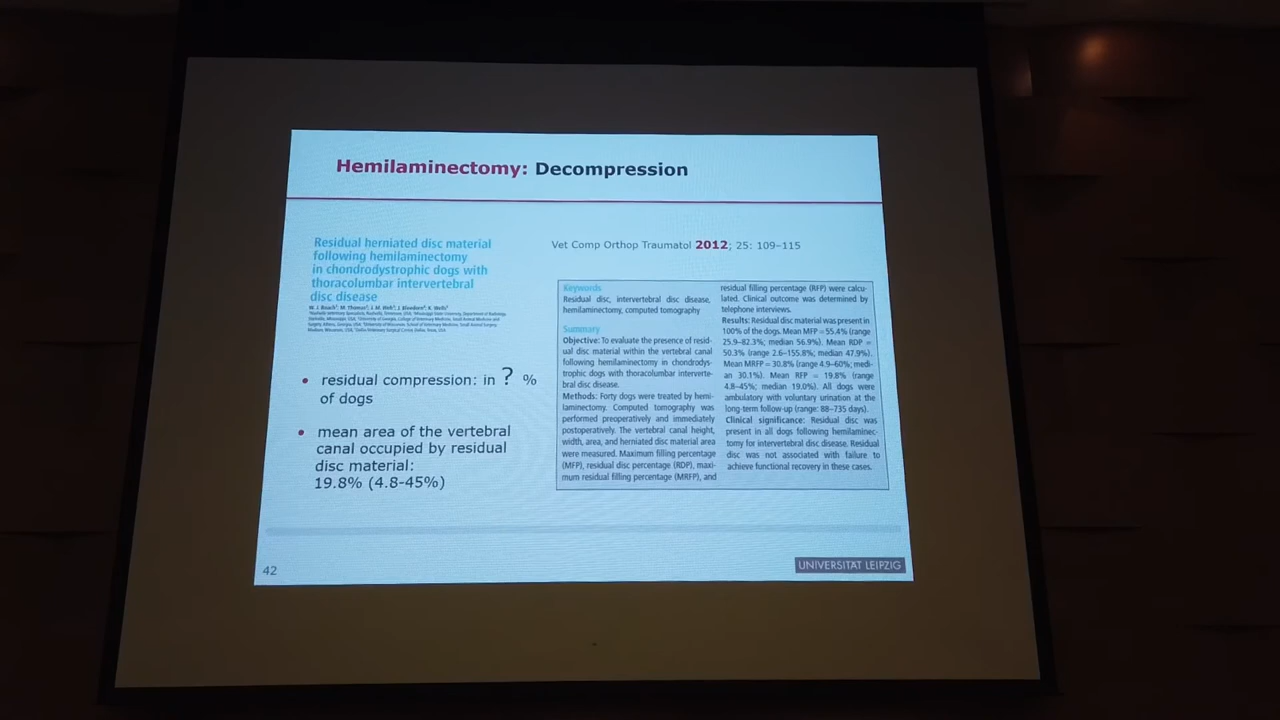 Hemilaminectomy: Decompression
Residual herniated disc material
following hemilaminectomy
in chondrodystrophic dogs with
thoracolumbar intervertebral
disc disease
• residual compression: in ? %
of dogs
• mean area of the vertebral
canal occupied by residual
disc material:
19.8% (4.8-45%)
Vet Comp Orthop Traumatol 2012; 25: 109–115
Keywords
Residual disc, intervertebral disc disease,
hemilaminectomy, computed tomography
Summary
Objective: To evaluate the presence of resid-
ual disc material within the vertebral canal
following hemilaminectomy in chondrodys-
trophic dogs with thoracolumbar interverte-
bral disc disease.
Methods: Forty dogs were treated by hemi-
laminectomy. Computed tomography was
performed preoperatively and immediately
postoperatively. The vertebral canal height,
width, area, and herniated disc material area
were measured. Maximum filling percentage
(MFP), residual disc percentage (RDP), maxi-
mum residual filling percentage (MRFP), and
residual filling percentage (RFP) were calcu-
lated. Clinical outcome was determined by
telephone interviews.
Results: Residual disc material was present in
100% of the dogs. Mean MFP = 55.4% (range
25.9–82.3%; median 56.9%). Mean RDP =
50.3% (range 2.6–155.8%; median 47.9%).
Mean MRFP = 30.8% (range 4.9–60%; medi-
an 30.1%). Mean RFP = 19.8% (range
4.8–45%; median 19.0%). All dogs were
ambulatory with voluntary urination at the
long-term follow-up (range: 88–735 days).
Clinical significance: Residual disc was
present in all dogs following hemilaminec-
tomy for intervertebral disc disease. Residual
disc was not associated with failure to
achieve functional recovery in these cases.
42
UNIVERSITÄT LEIPZIG